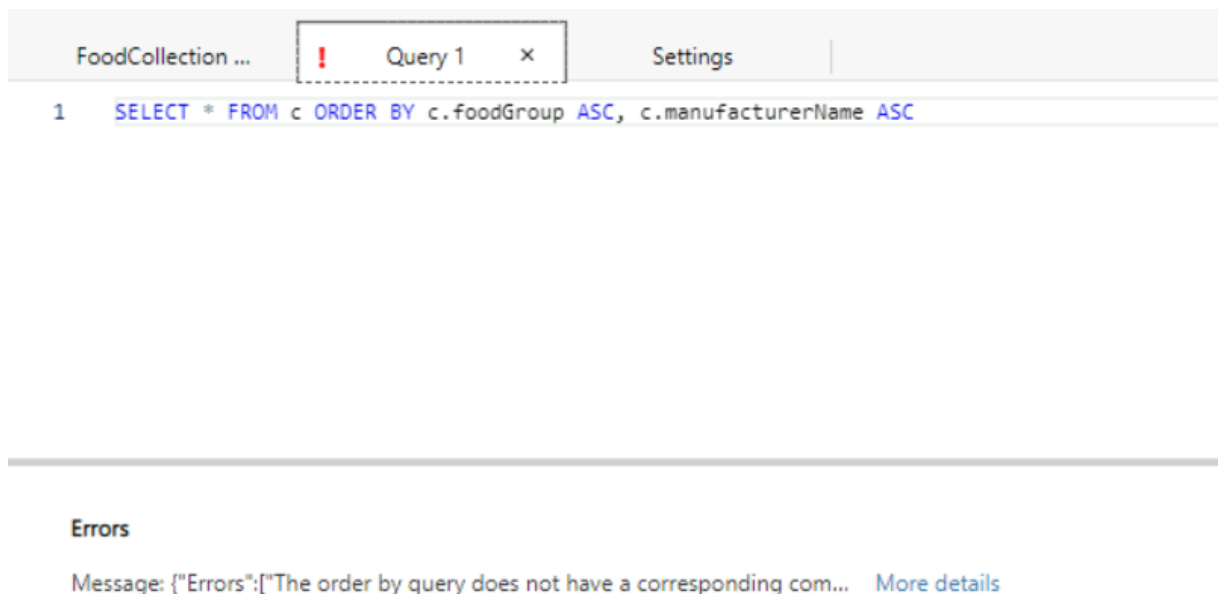 FoodCollection ... ! Query 1 × Settings
1 SELECT * FROM c ORDER BY c.foodGroup ASC, c.manufacturerName ASC
Errors
Message: {"Errors":["The order by query does not have a corresponding com... More details